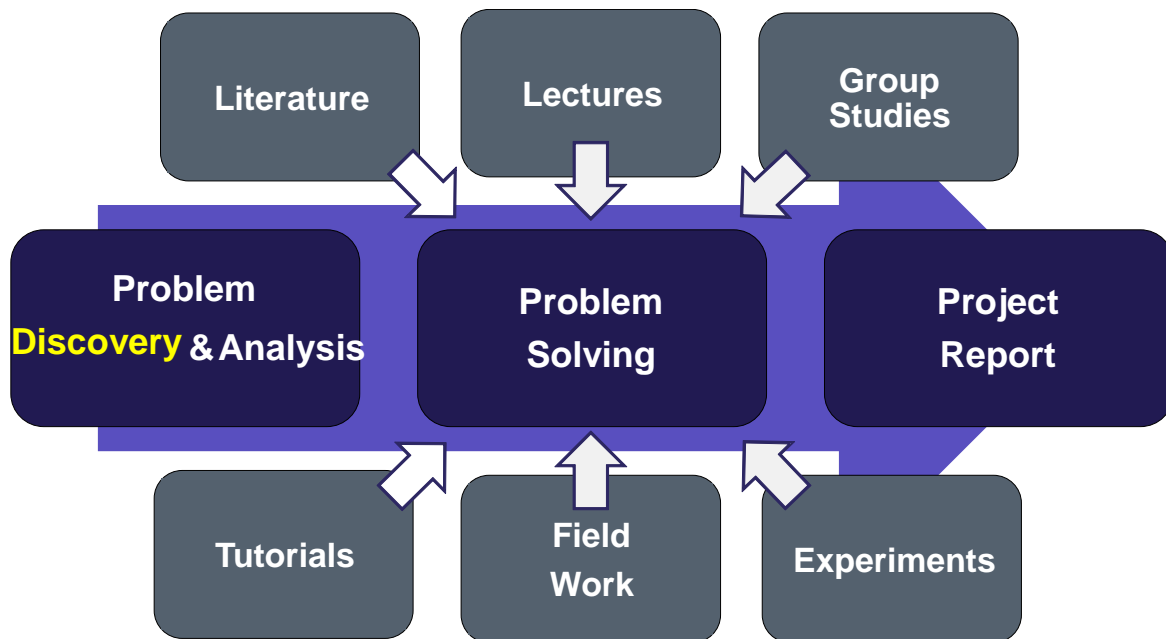 Literature
Lectures
Group
Studies
Problem
Discovery & Analysis
Problem
Solving
Project
Report
Tutorials
Field
Work
Experiments